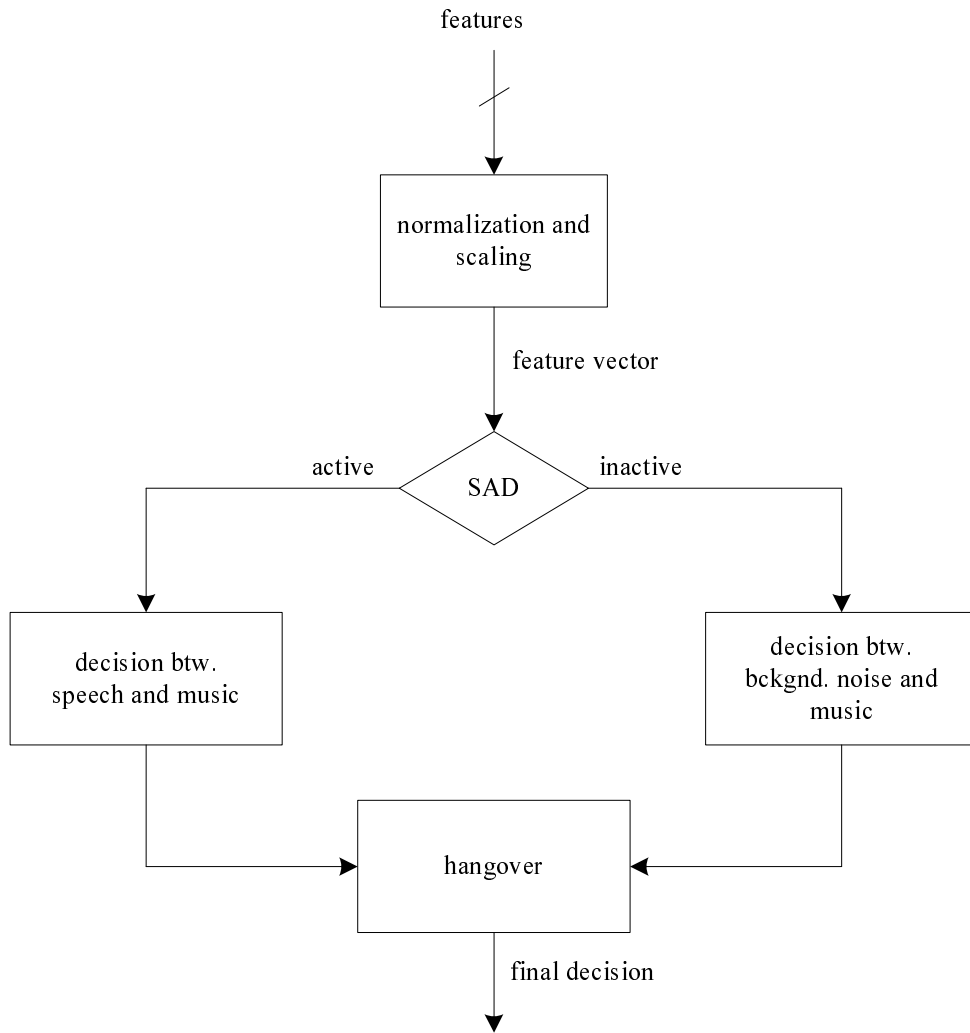 features
normalization and
scaling
feature vector
active
inactive
SAD
decision btw.
speech and music
decision btw.
bckgnd. noise and
music
hangover
final decision